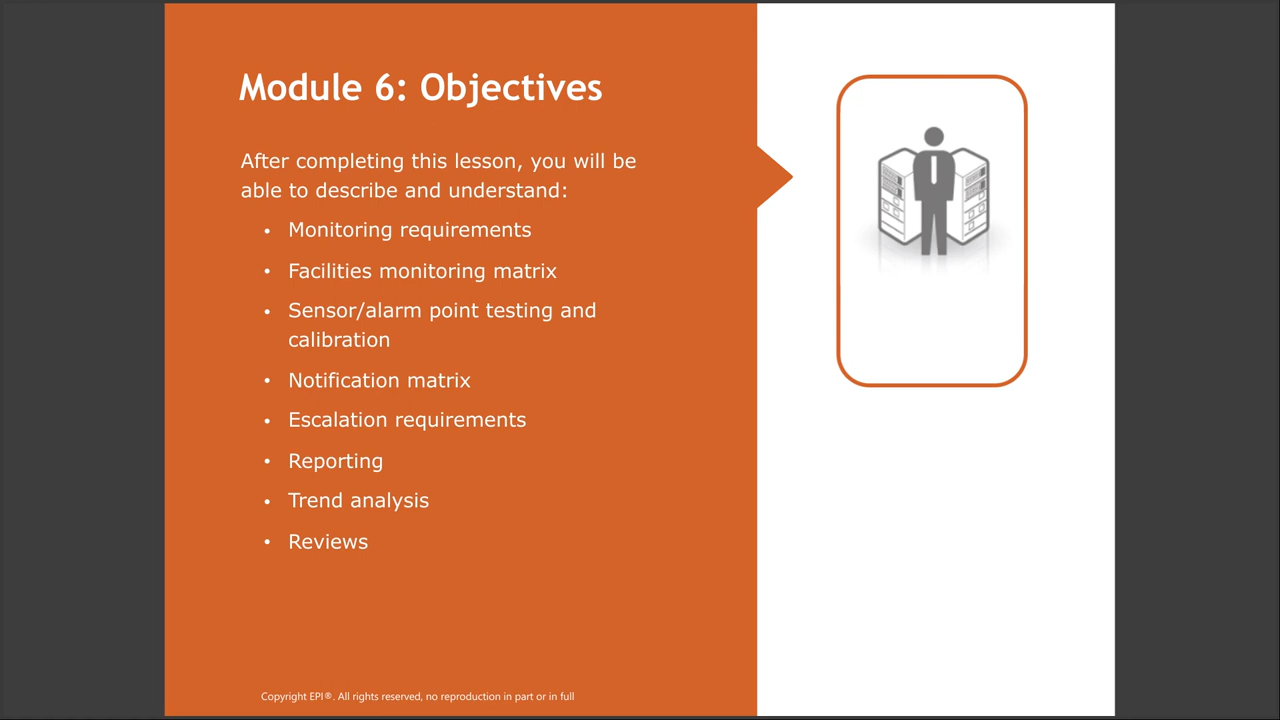 Module 6: Objectives
After completing this lesson, you will be
able to describe and understand:
• Monitoring requirements
• Facilities monitoring matrix
• Sensor/alarm point testing and
calibration
• Notification matrix
• Escalation requirements
• Reporting
• Trend analysis
• Reviews
Copyright EPI®. All rights reserved, no reproduction in part or in full